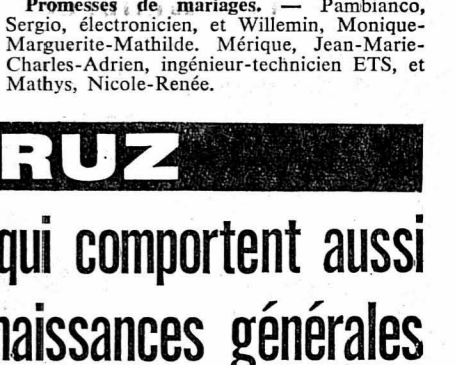 Promesses de mariages. — Pambianco,
Sergio, électronicien, et Willemin, Monique-
Marguerite-Mathilde. Mérique, Jean-Marie-
Charles-Adrien, ingénieur-technicien ETS, et
Mathys, Nicole-Renée.
RUZ
qui comportent aussi
naissances générales